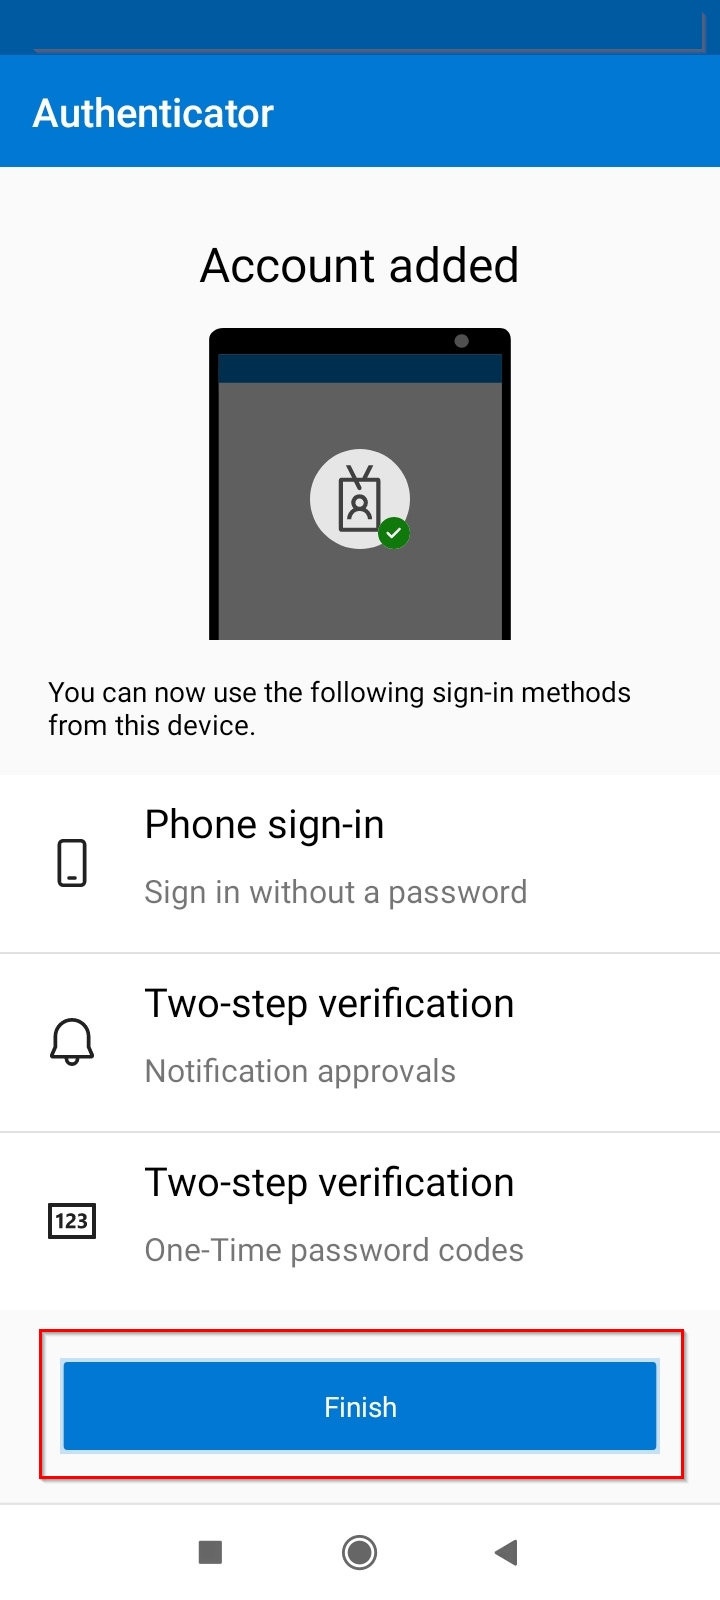 Authenticator
Account added
You can now use the following sign-in methods
from this device.
Phone sign-in
Sign in without a password
Two-step verification
Notification approvals
Two-step verification
123
One-Time password codes
Finish